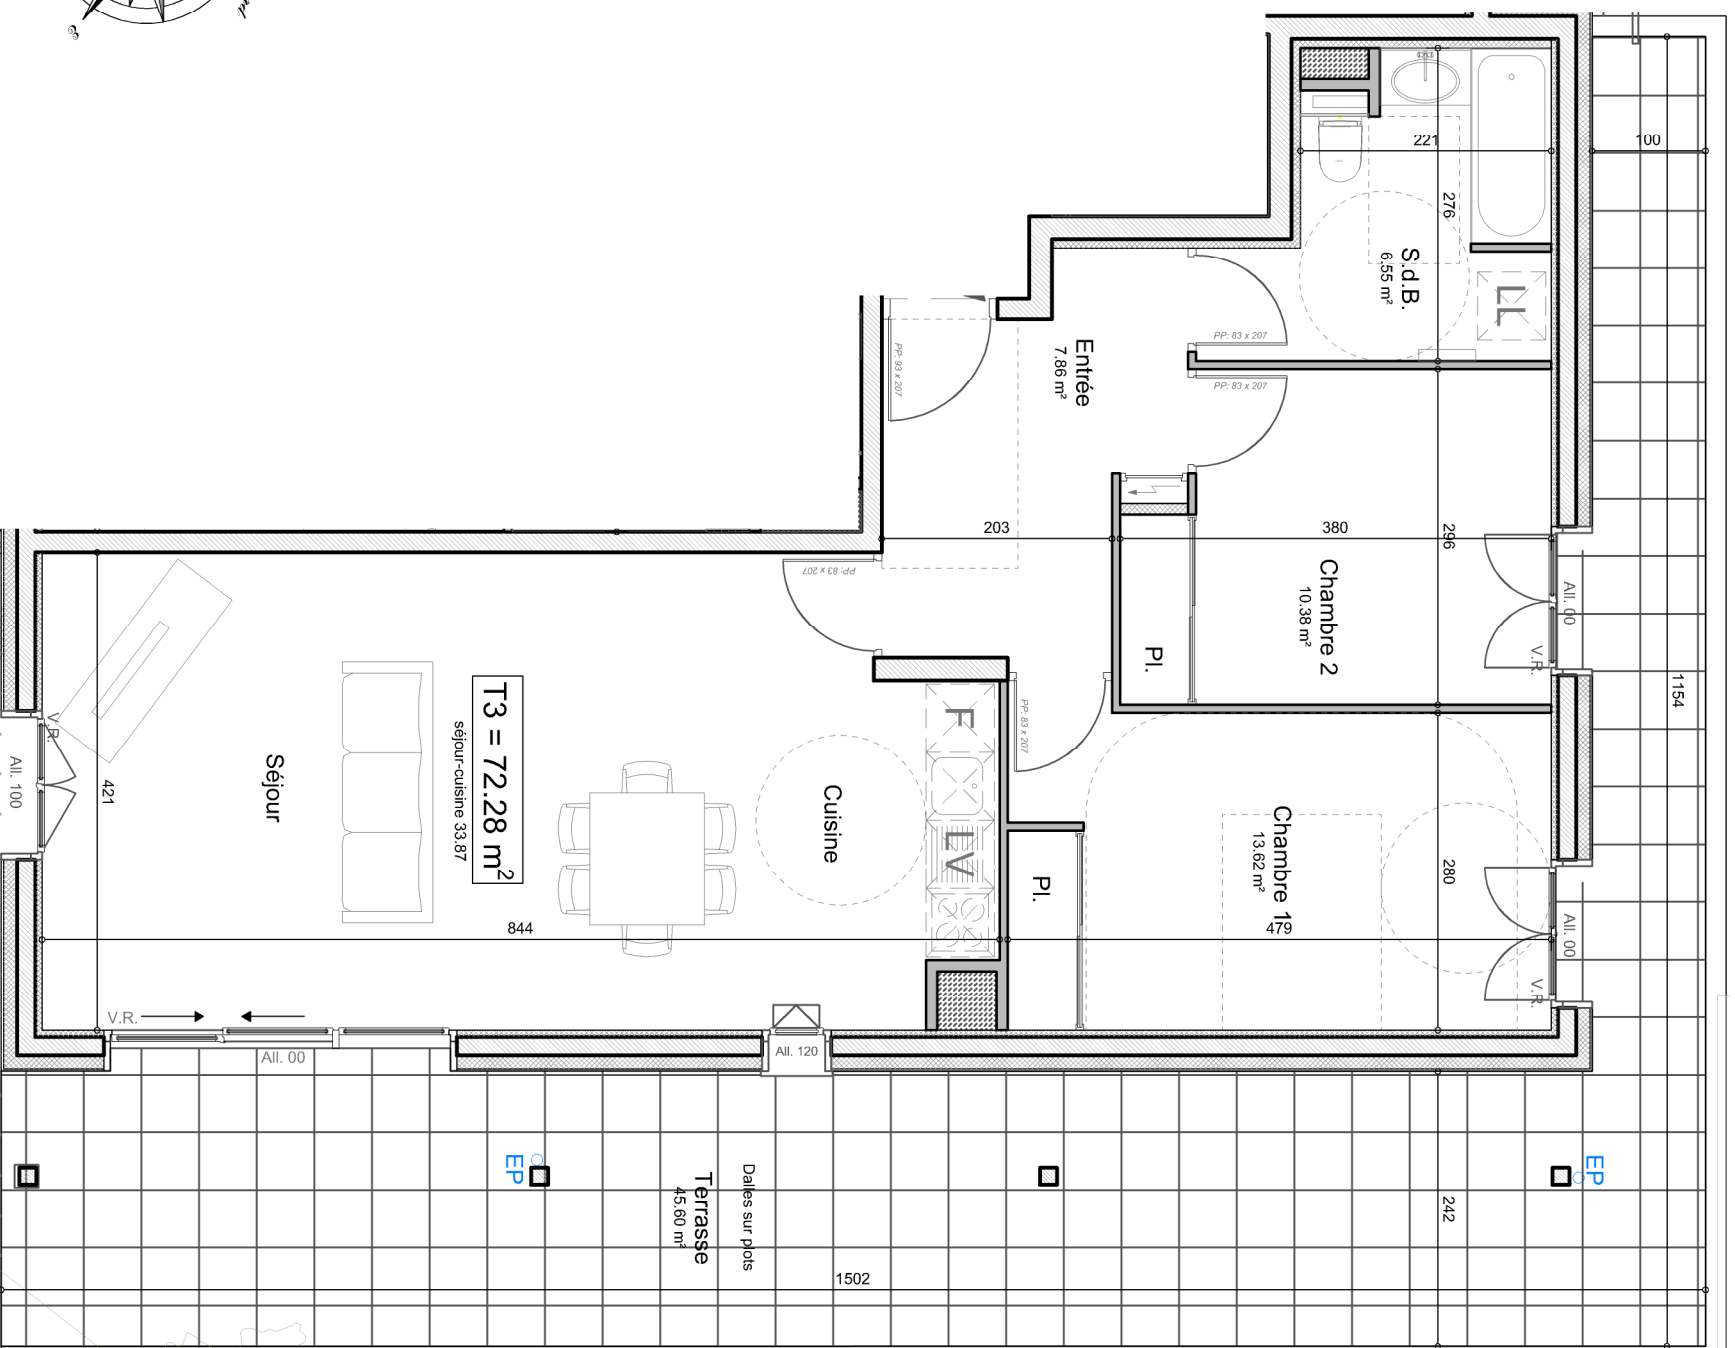 221
100
276
S.d.B.
6.55 m²
LL
PP: 83 x 207
PP: 83 x 207
PP: 93 x 207
Entrée
7.86 m²
203
380
296
Chambre 2
10.38 m²
All. 00
V.R.
Pl.
1154
PP: 83 x 207
PP: 83 x 207
T3 = 72.28 m²
séjour-cuisine 33.87
Séjour
V.R.
All. 100
421
Cuisine
F
LV
Pl.
Chambre 1
13.62 m²
280
All. 00
V.R.
844
479
V.R.
All. 00
All. 120
EP
EP
Dalles sur plots
Terrasse
45.60 m²
242
1502